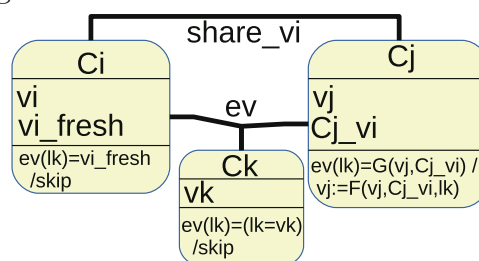 share_vi
Ci
vi
vi_fresh
ev(lk)=vi_fresh
/skip
ev
Ck
vk
ev(lk)=(lk=vk)
/skip
Cj
vj
Cj_vi
ev(lk)=G(vj,Cj_vi) /
vj:=F(vj,Cj_vi,lk)